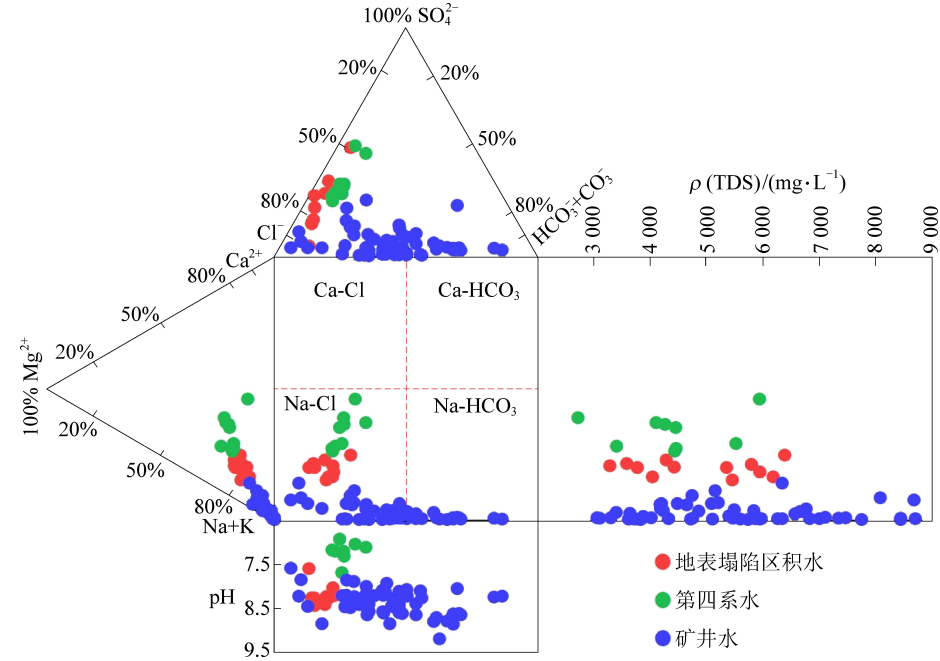 100% SO₄²⁻
20%
20%
50%
50%
80%
80%
Cl⁻
HCO₃⁻+CO₃⁻
ρ (TDS)/(mg·L⁻¹)
3 000
4 000
5 000
6 000
7 000
8 000
9 000
Ca²⁺
80%
50%
20%
100% Mg²⁺
20%
50%
80%
Na+K
Ca-Cl
Ca-HCO₃
Na-Cl
Na-HCO₃
7.5
pH
8.5
9.5
地表塌陷区积水
第四系水
矿井水